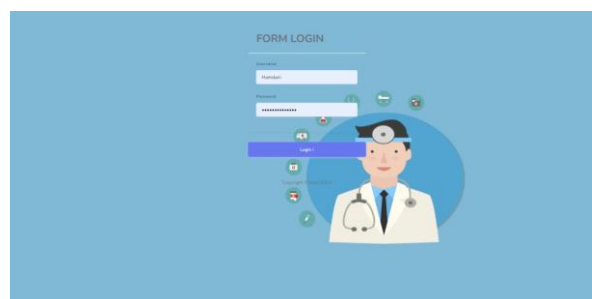 FORM LOGIN
Username
Password
••••••••••••••
Login !